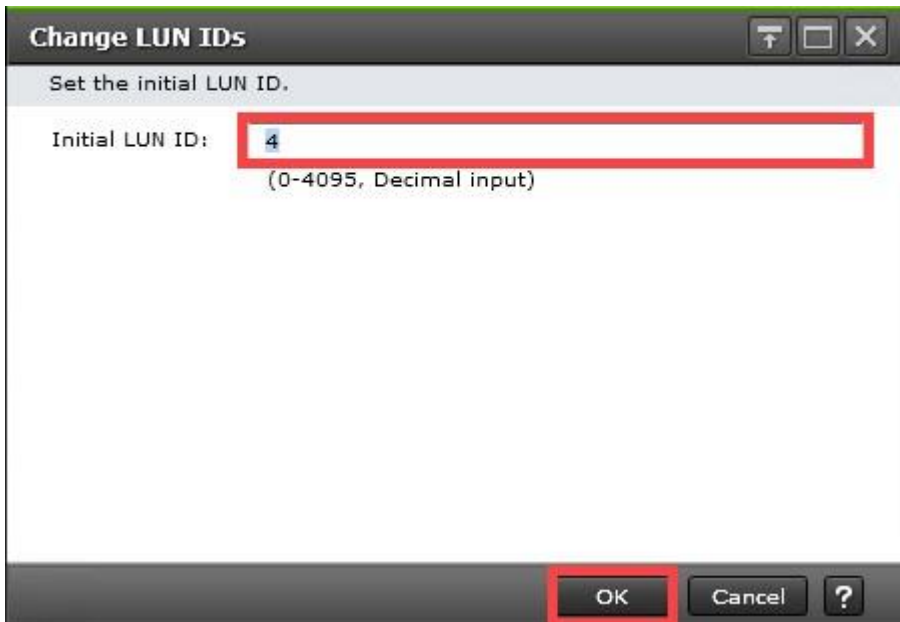 Change LUN IDs
Set the initial LUN ID.
Initial LUN ID: 4
(0-4095, Decimal input)
OK Cancel ?